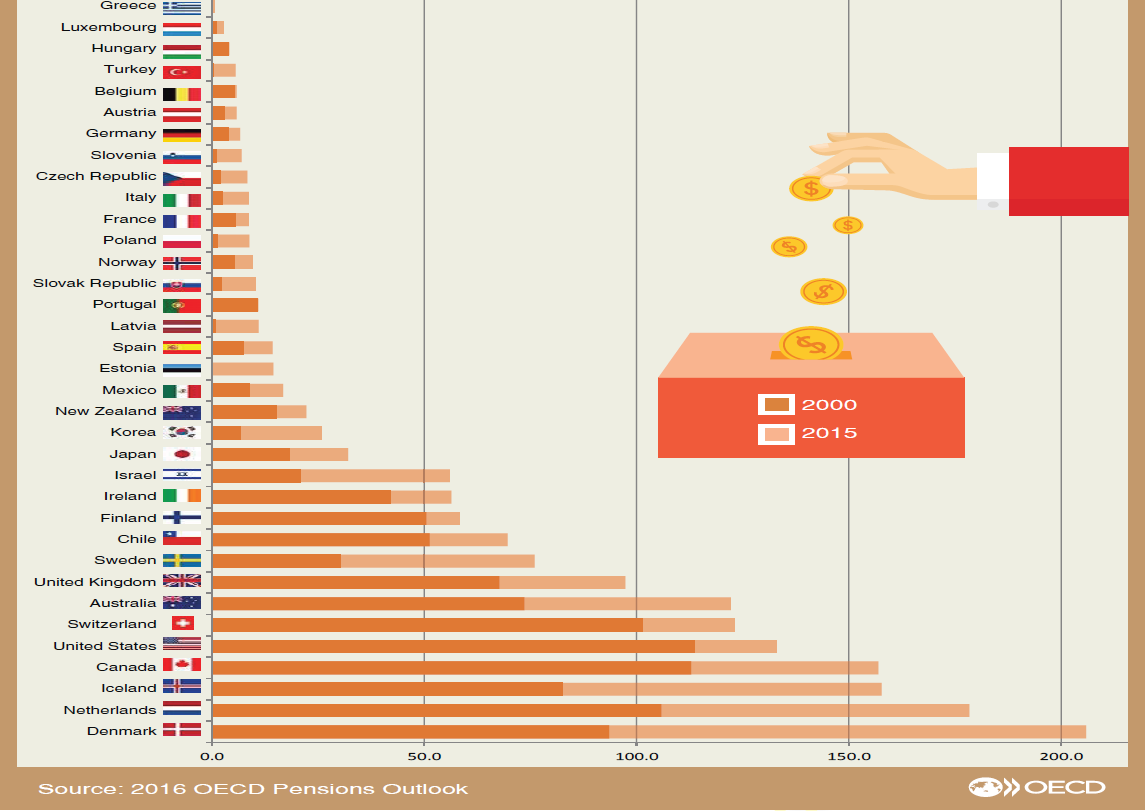 Greece
Luxembourg
Hungary
Turkey
Belgium
Austria
Germany
Slovenia
Czech Republic
Italy
France
Poland
Norway
Slovak Republic
Portugal
Latvia
Spain
Estonia
Mexico
New Zealand
Korea
Japan
Israel
Ireland
Finland
Chile
Sweden
United Kingdom
Australia
Switzerland
United States
Canada
Iceland
Netherlands
Denmark
$
$
$
$
$
2000
2015
0.0 50.0 100.0 150.0 200.0
Source: 2016 OECD Pensions Outlook
OECD